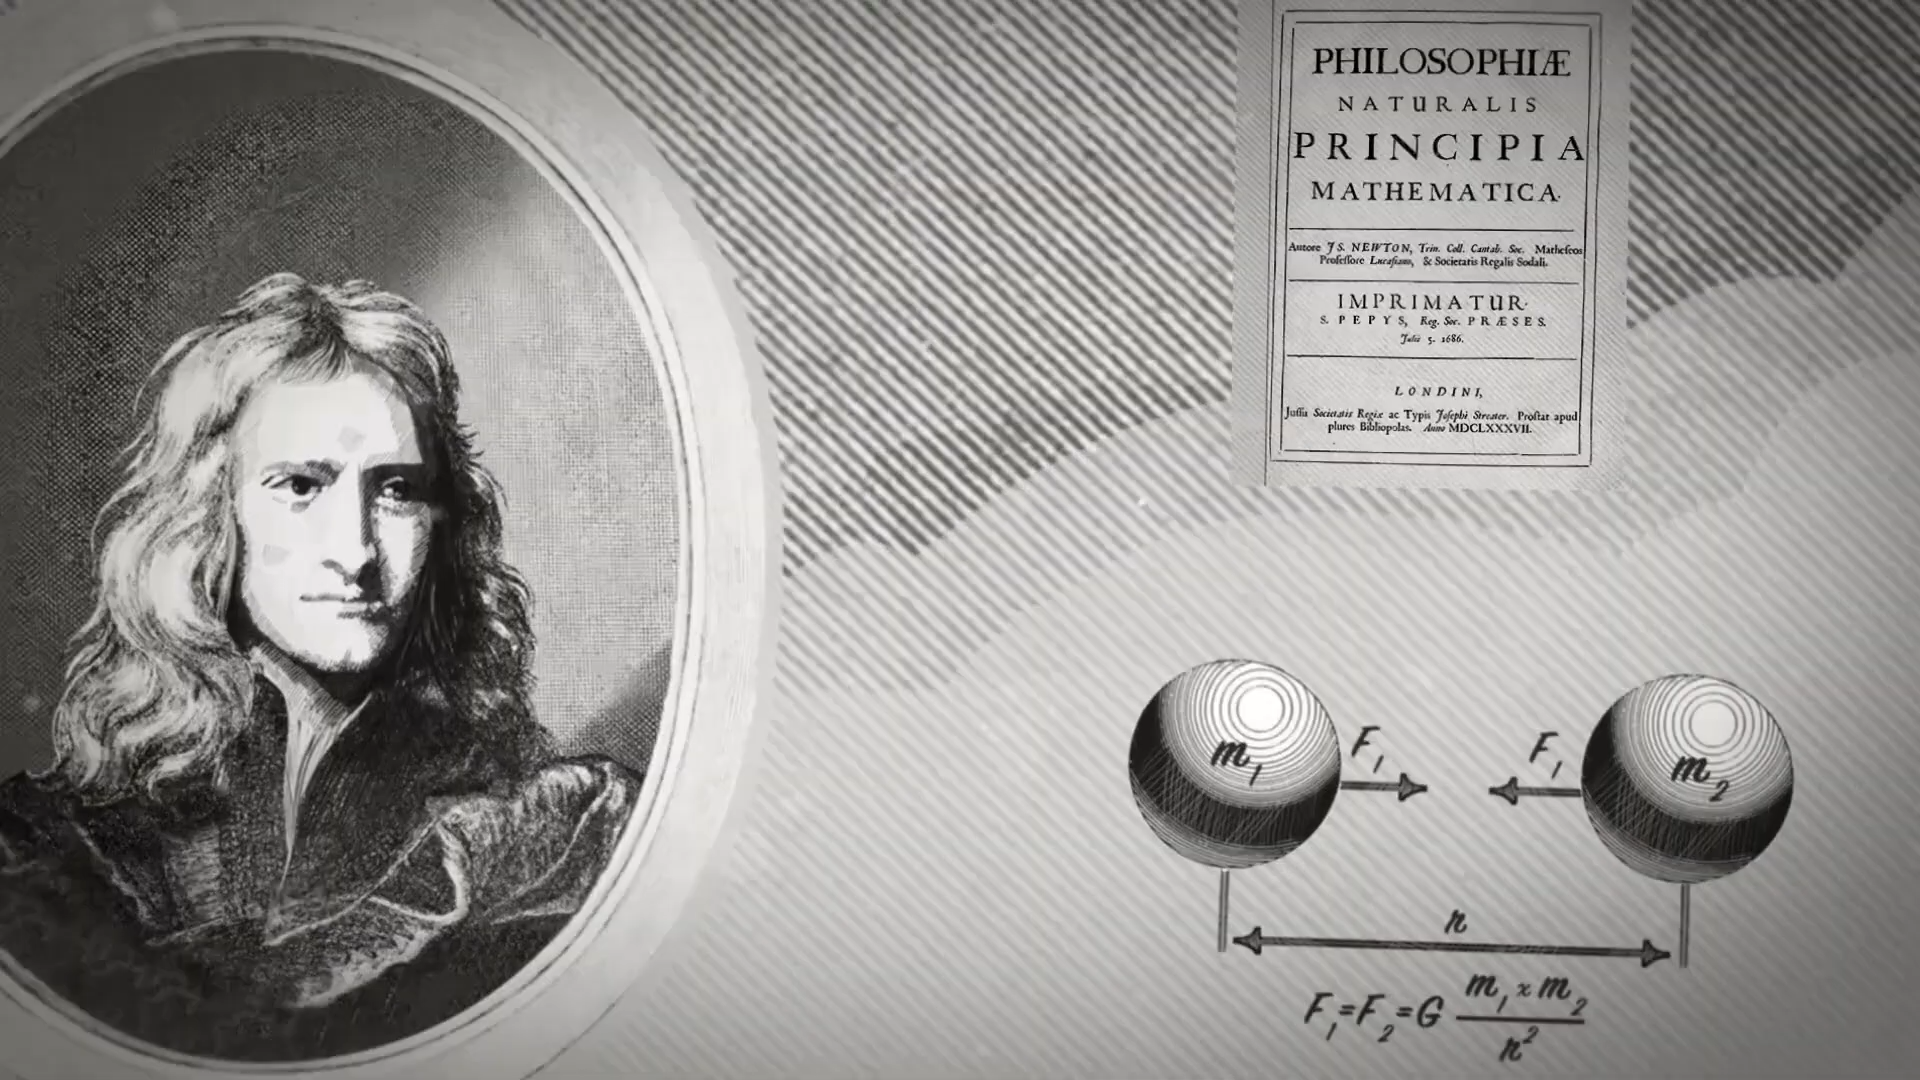 PHILOSOPHIÆ
NATURALIS
PRINCIPIA
MATHEMATICA.
Autore JS. NEWTON, Trin. Coll. Cantab. Soc. Matheseos
Professore Lucasiano, & Societatis Regalis Sodali.
IMPRIMATUR.
S. PEPYS, Reg. Soc. PRÆSES.
Julii 5. 1686.
LONDINI,
Jussu Societatis Regiæ ac Typis Josephi Streater. Prostat apud
plures Bibliopolas. Anno MDCLXXXVII.
m₁ F₁ F₁ m₂
r
F₁=F₂=G m₁×m₂
r²